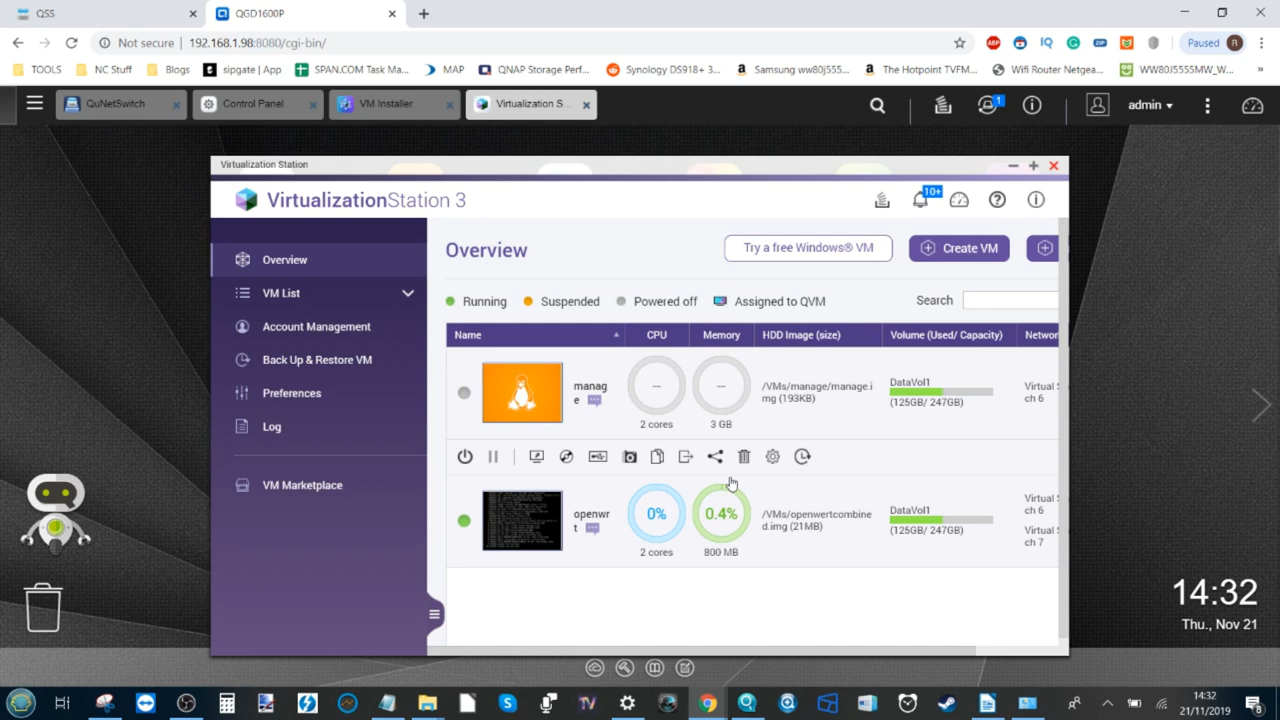 QSS
QGD1600P
Not secure
192.168.1.98:8080/cgi-bin/
Paused
R
TOOLS
NC Stuff
Blogs
sipgate | App
SPAN.COM Task Ma...
MAP
QNAP Storage Perf...
Synology DS918+ 3...
Samsung ww80j555...
The Hotpoint TVFM...
Wifi Router Netgea...
WW80J5555MW_W...
QuNetSwitch
Control Panel
VM Installer
Virtualization S...
1
admin
Virtualization Station
VirtualizationStation 3
10+
Overview
VM List
Account Management
Back Up & Restore VM
Preferences
Log
VM Marketplace
Overview
Try a free Windows® VM
Create VM
Running
Suspended
Powered off
Assigned to QVM
Search
Name
CPU
Memory
HDD Image (size)
Volume (Used/ Capacity)
Networ
manag
e
--
2 cores
--
3 GB
/VMs/manage/manage.i
mg (193KB)
DataVol1
(125GB/ 247GB)
Virtual S
ch 6
openwr
t
0%
2 cores
0.4%
800 MB
/VMs/openwertcombine
d.img (21MB)
DataVol1
(125GB/ 247GB)
Virtual S
ch 6
Virtual S
ch 7
14:32
Thu., Nov 21
14:32
21/11/2019
8